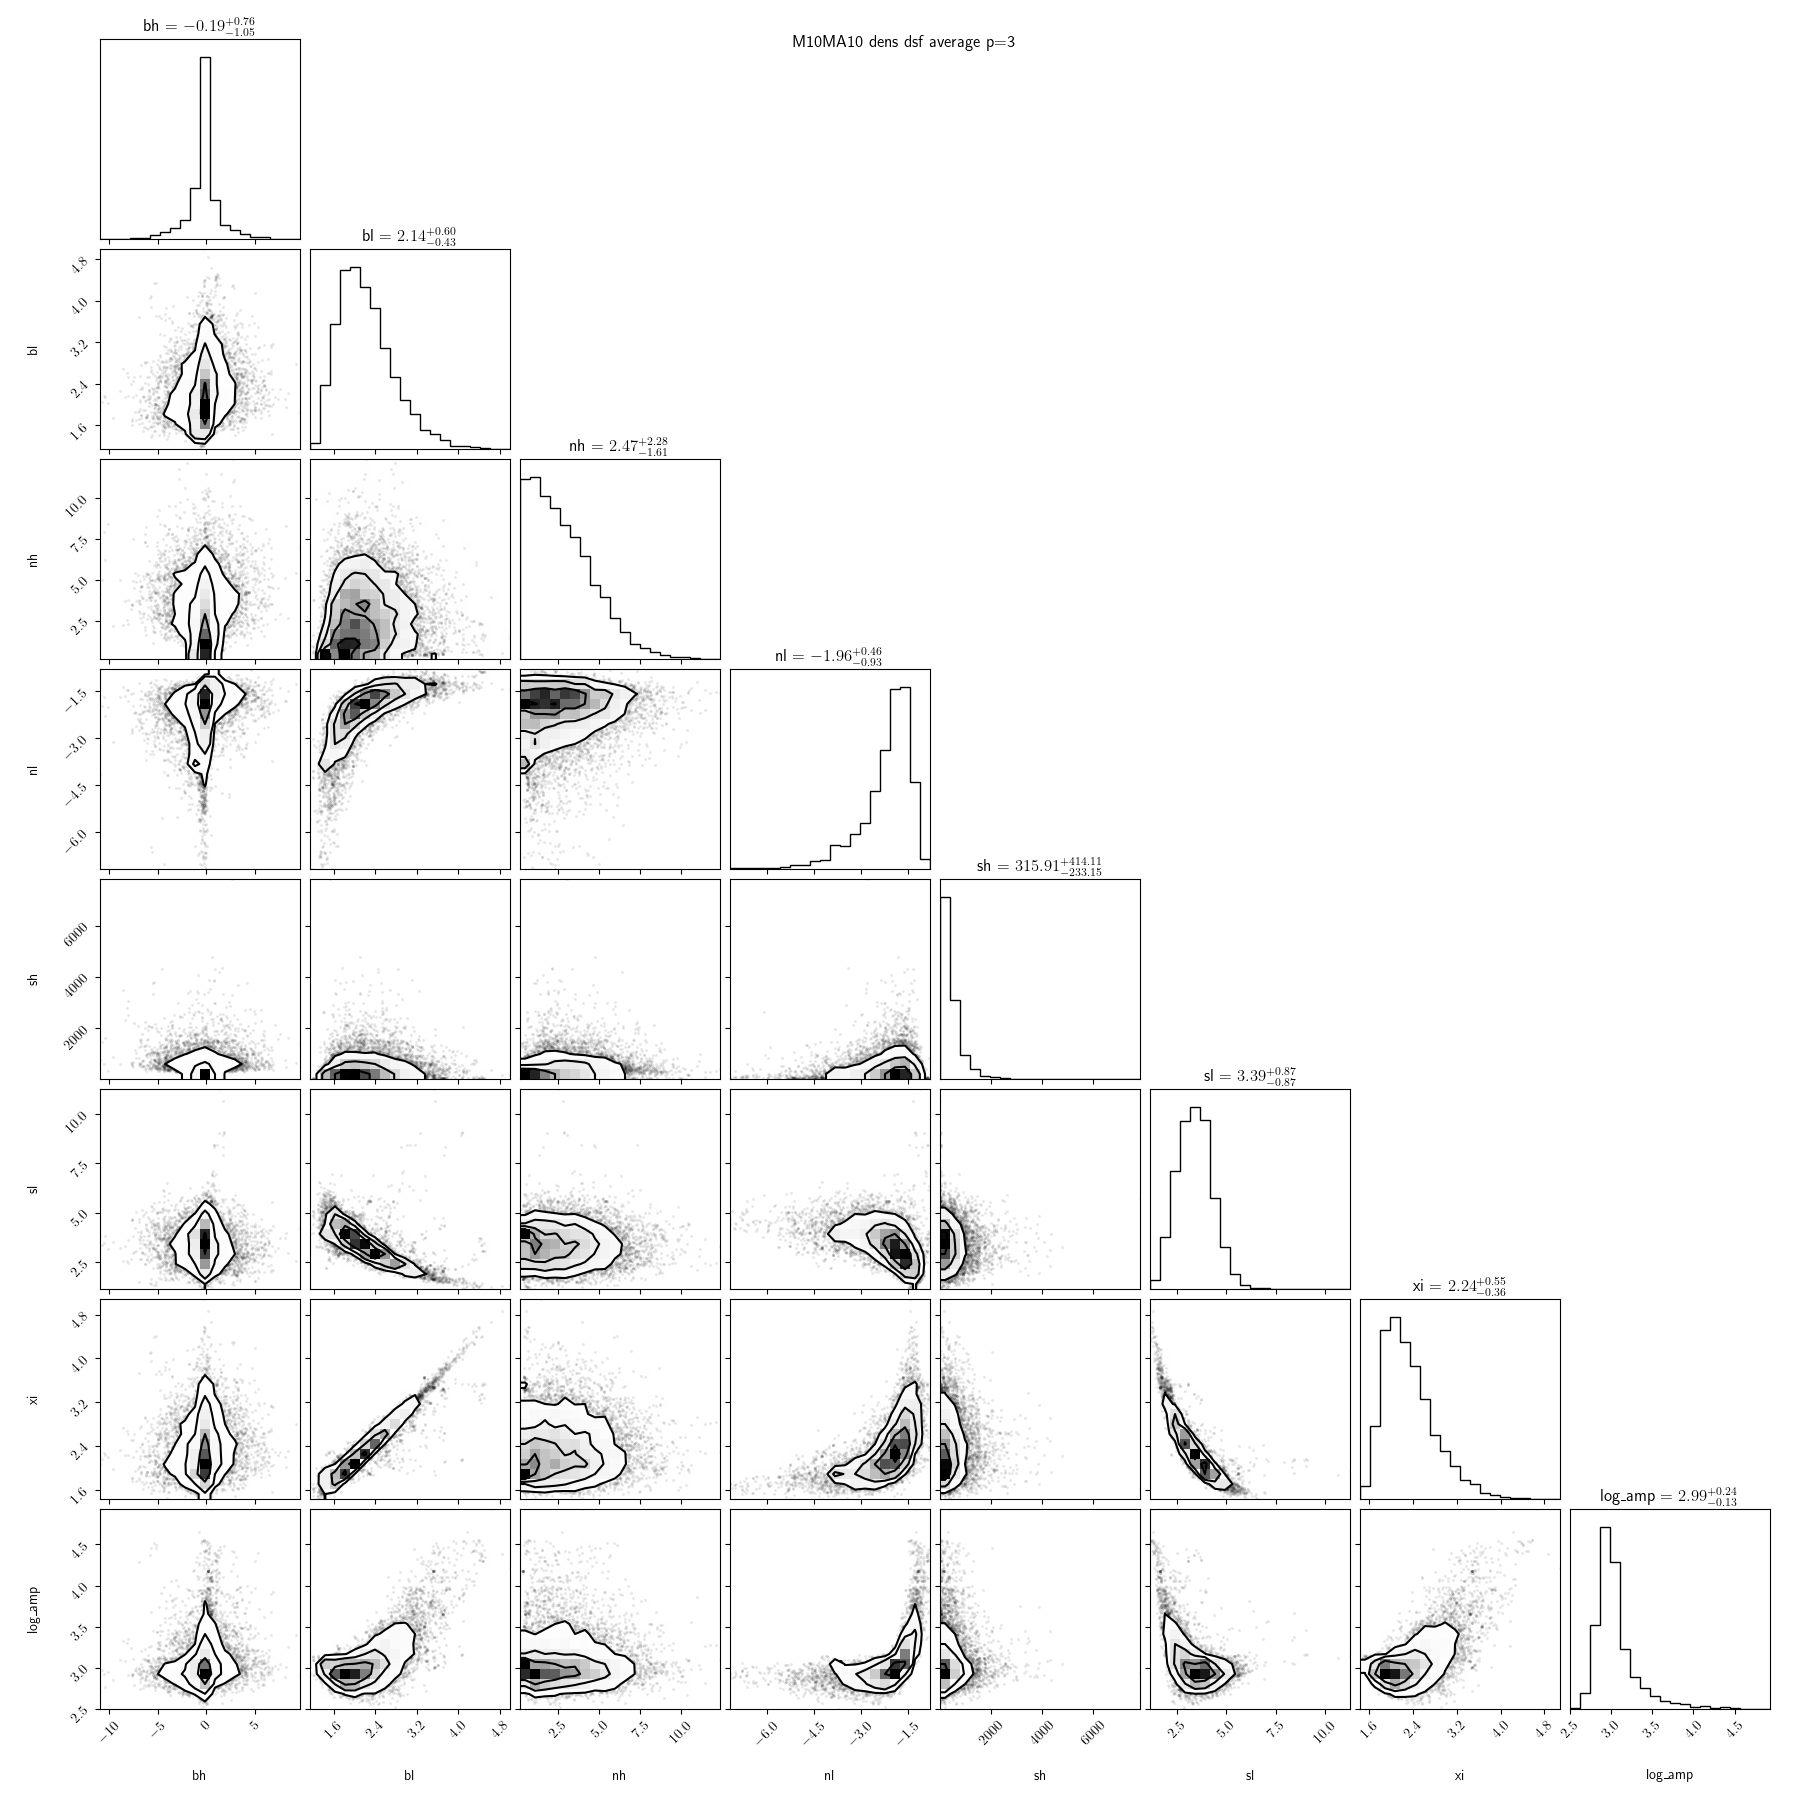 bh = −0.19+0.76−1.05
M10MA10 dens dsf average p=3
bl = 2.14+0.60−0.43
4.8
4.0
3.2
2.4
1.6
bl
nh = 2.47+2.28−1.61
10.0
7.5
5.0
2.5
nh
nl = −1.96+0.46−0.93
−1.5
−3.0
−4.5
−6.0
nl
sh = 315.91+414.11−233.15
6000
4000
2000
sh
sl = 3.39+0.87−0.87
10.0
7.5
5.0
2.5
sl
xi = 2.24+0.55−0.36
4.8
4.0
3.2
2.4
1.6
xi
log_amp = 2.99+0.24−0.13
4.5
4.0
3.5
3.0
2.5
log_amp
−10 −5 0 5 1.6 2.4 3.2 4.0 4.8 2.5 5.0 7.5 10.0 −6.0 −4.5 −3.0 −1.5 2000 4000 6000 2.5 5.0 7.5 10.0 1.6 2.4 3.2 4.0 4.8 2.5 3.0 3.5 4.0 4.5
bh bl nh nl sh sl xi log_amp